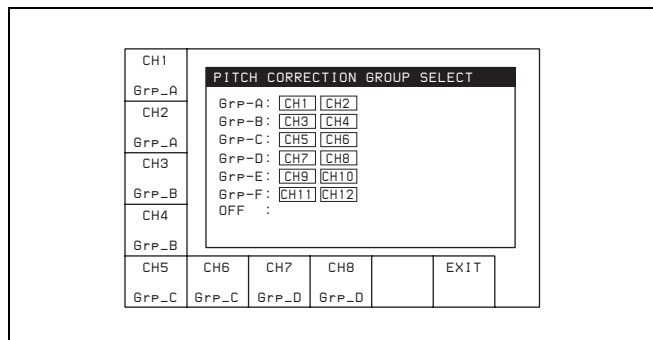 CH1
Grp_A
CH2
Grp_A
CH3
Grp_B
CH4
Grp_B
PITCH CORRECTION GROUP SELECT
Grp-A: CH1 CH2
Grp-B: CH3 CH4
Grp-C: CH5 CH6
Grp-D: CH7 CH8
Grp-E: CH9 CH10
Grp-F: CH11 CH12
OFF :
CH5 CH6 CH7 CH8 EXIT
Grp_C Grp_C Grp_D Grp_D